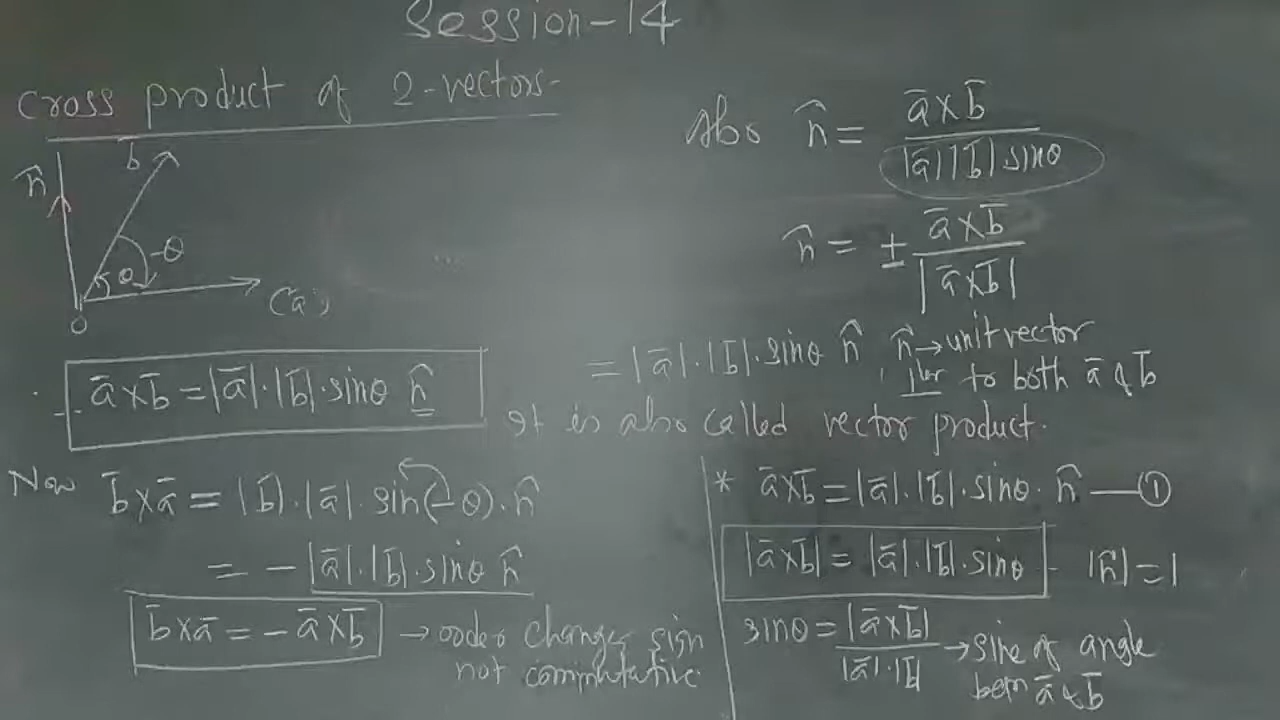 Session-14
Cross product of 2-vectors-
n̂
b̄
-θ
θ
(ā)
O
ā×b̄ = |ā|·|b̄|·sinθ n̂
Now b̄×ā = |b̄|·|ā|·sin(-θ)·n̂
= -|ā|·|b̄|·sinθ n̂
b̄×ā = -ā×b̄ → order changes sign
not commutative
Also n̂ = ā×b̄ / |ā||b̄|sinθ
n̂ = ± ā×b̄ / |ā×b̄|
= |ā|·|b̄|·sinθ n̂ n̂→unit vector
⊥ler to both ā & b̄
It is also called vector product.
* ā×b̄ = |ā|·|b̄|·sinθ·n̂ —①
|ā×b̄| = |ā|·|b̄|·sinθ - |n̂|=1
sinθ = |ā×b̄| / |ā|·|b̄| → sine of angle
betn ā & b̄